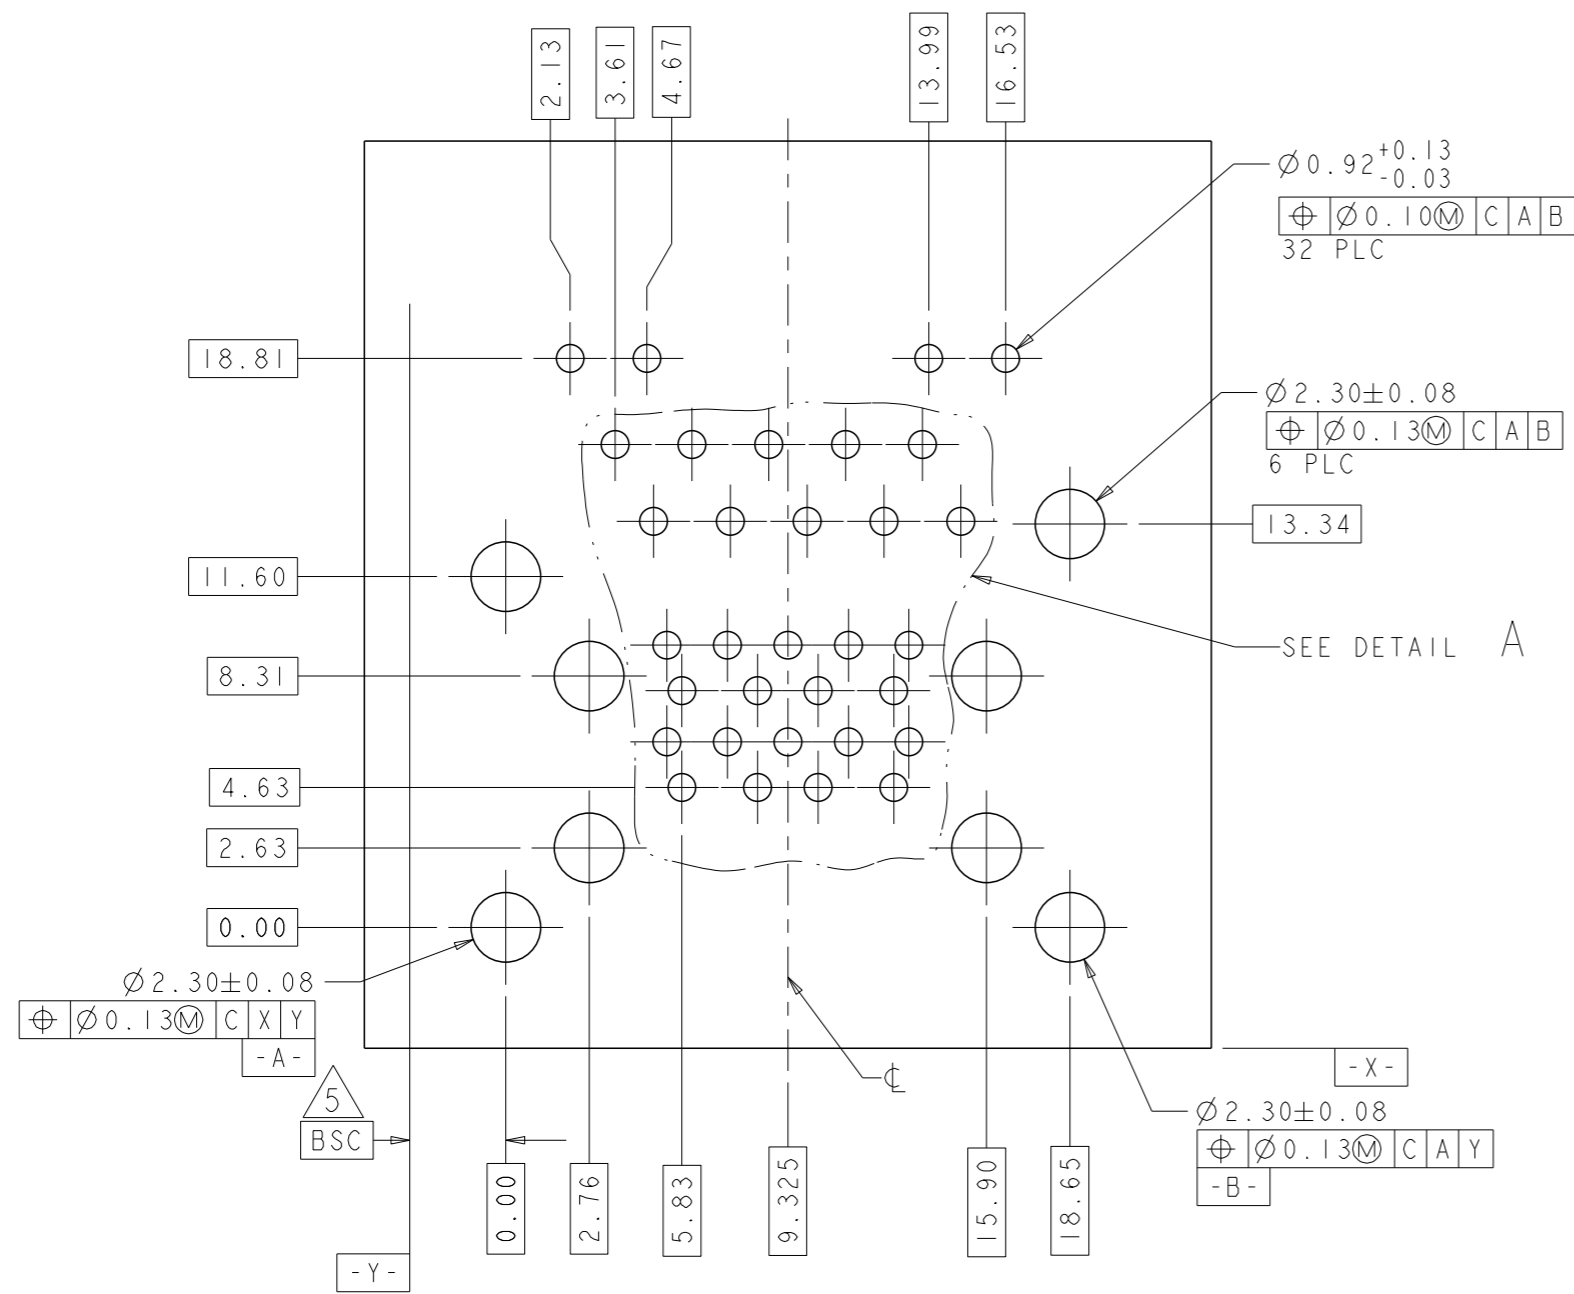 2.13
3.61
4.67
13.99
16.53
Ø0.92 +0.13 -0.03
⌖ Ø0.10Ⓜ C A B
32 PLC
18.81
Ø2.30±0.08
⌖ Ø0.13Ⓜ C A B
6 PLC
13.34
11.60
SEE DETAIL A
8.31
4.63
2.63
0.00
Ø2.30±0.08
⌖ Ø0.13Ⓜ C X Y
-A-
℄
-X-
5
BSC
Ø2.30±0.08
⌖ Ø0.13Ⓜ C A Y
-B-
0.00
2.76
5.83
9.325
15.90
18.65
-Y-